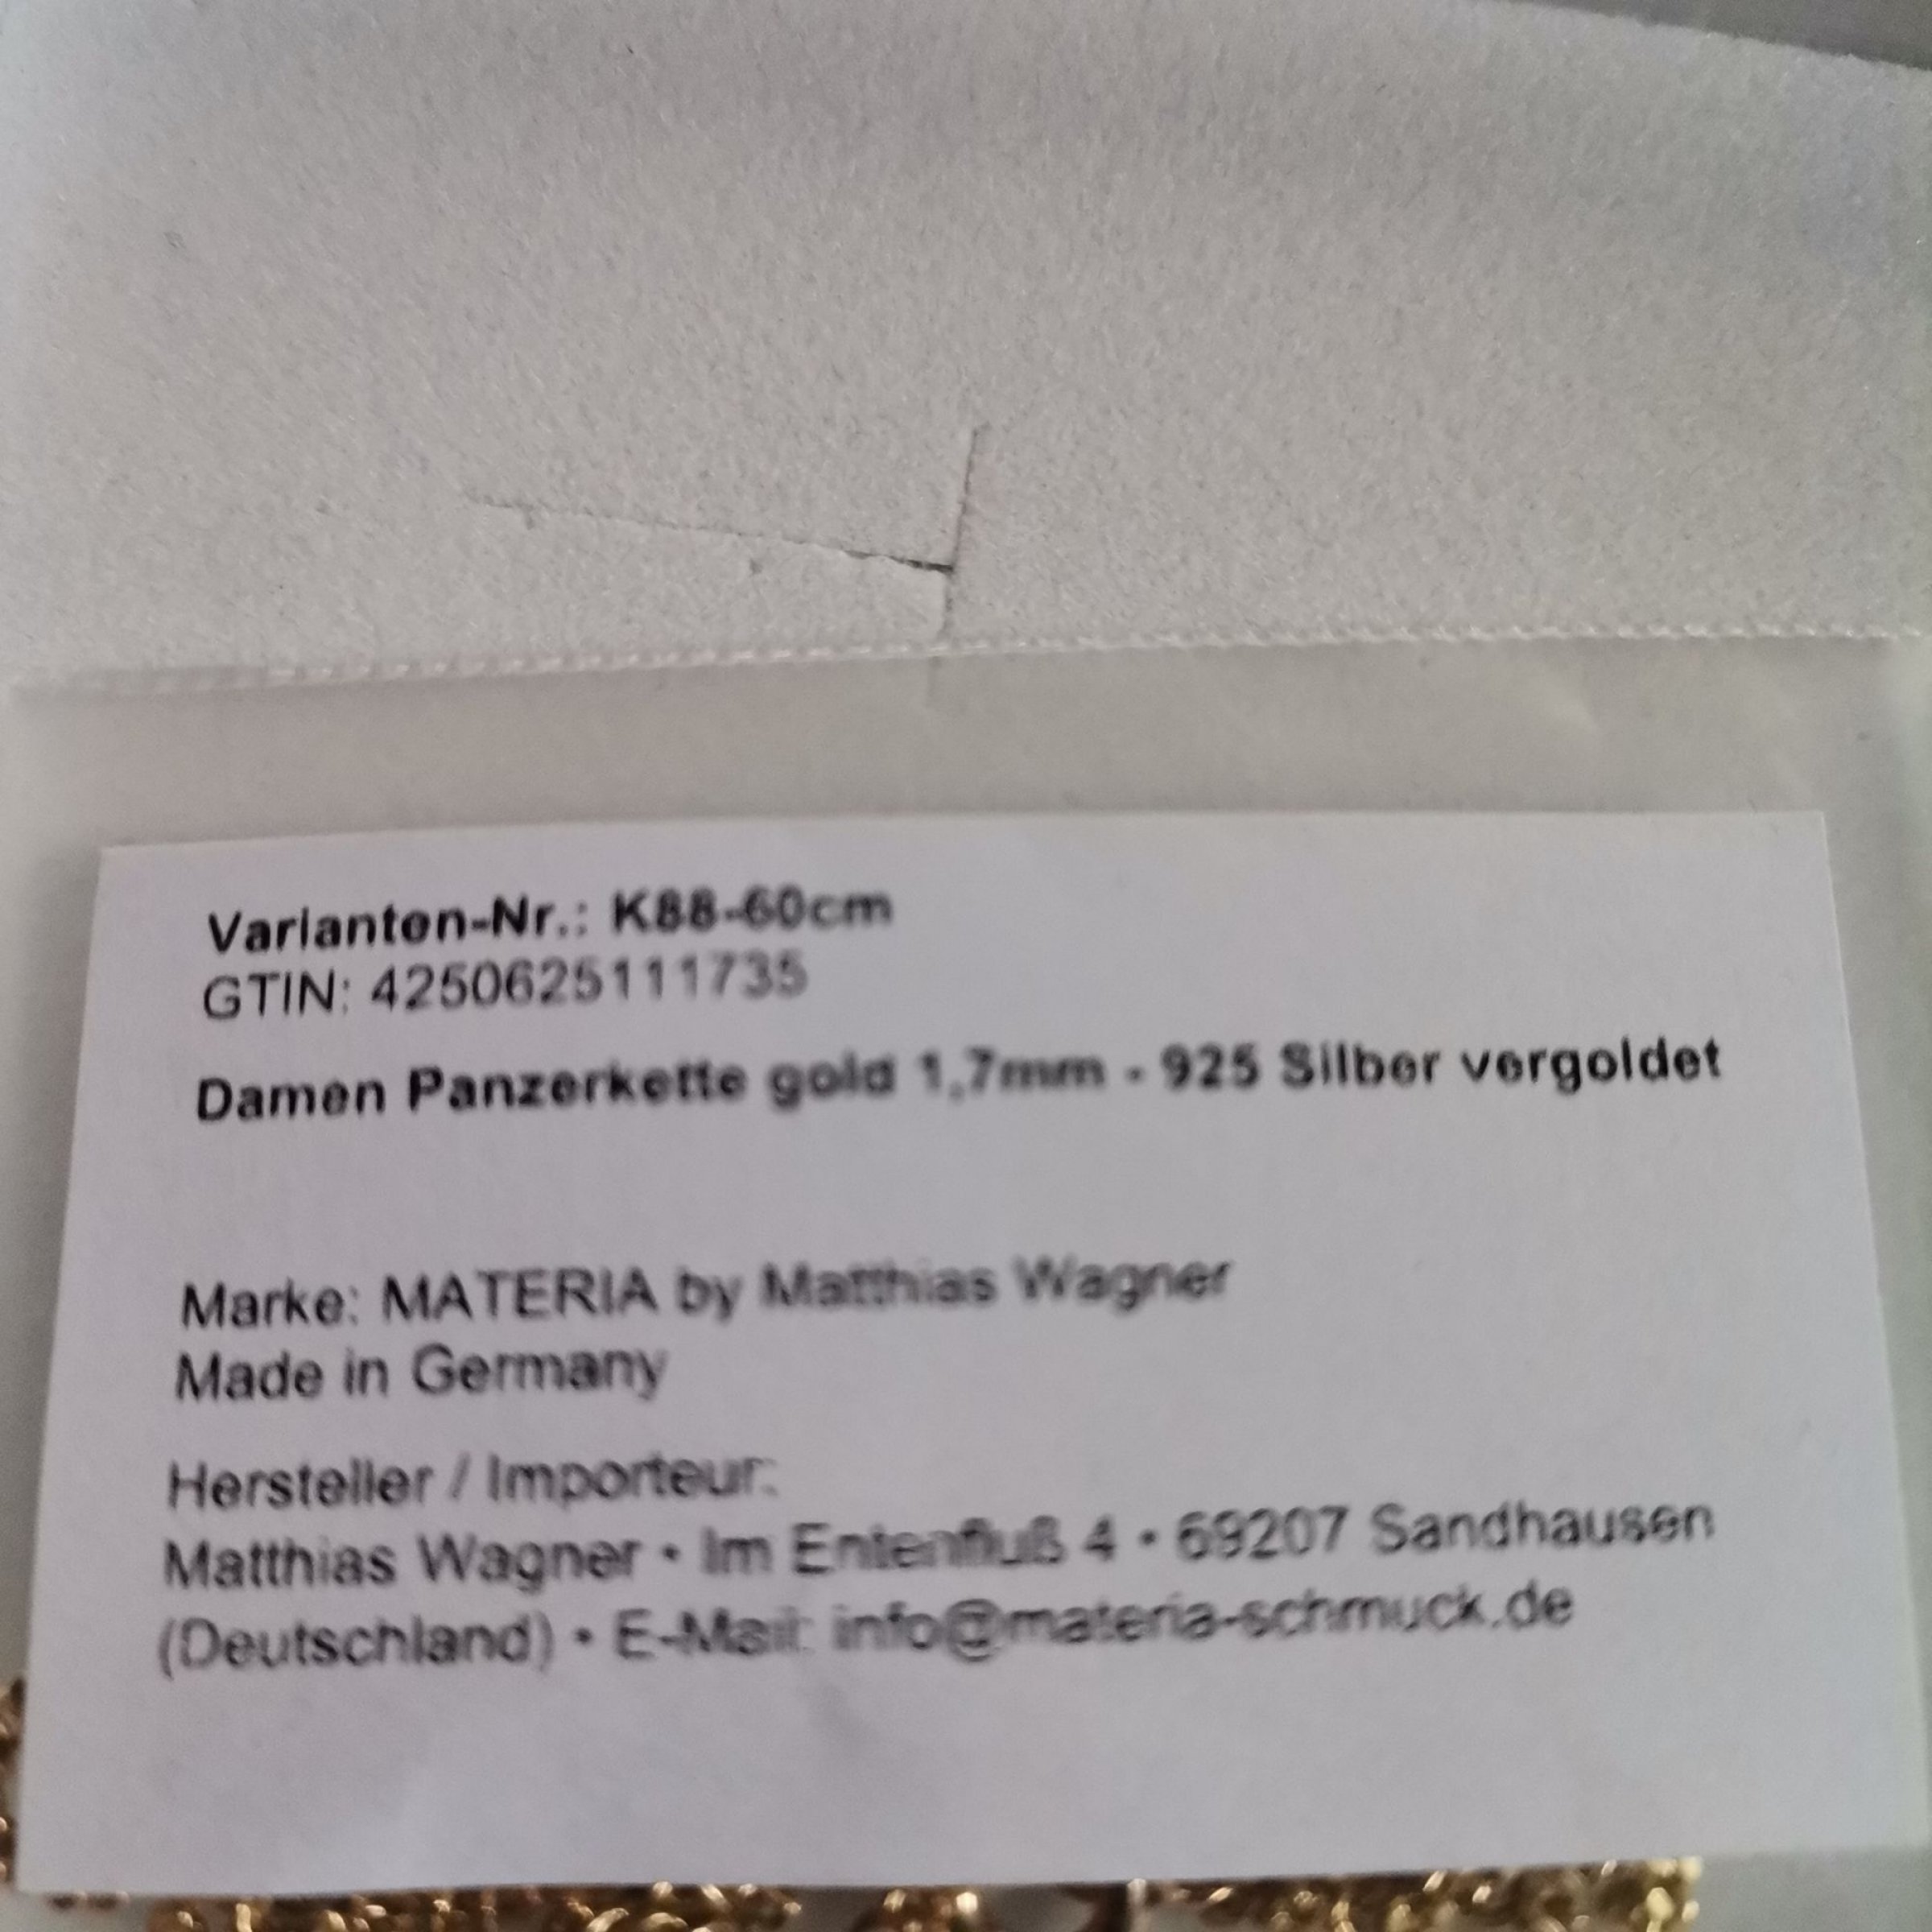 Varianten-Nr.: K88-60cm
GTIN: 4250625111735
Damen Panzerkette gold 1,7mm - 925 Silber vergoldet
Marke: MATERIA by Matthias Wagner
Made in Germany
Hersteller / Importeur:
Matthias Wagner • Im Entenfluß 4 • 69207 Sandhausen
(Deutschland) • E-Mail: info@materia-schmuck.de